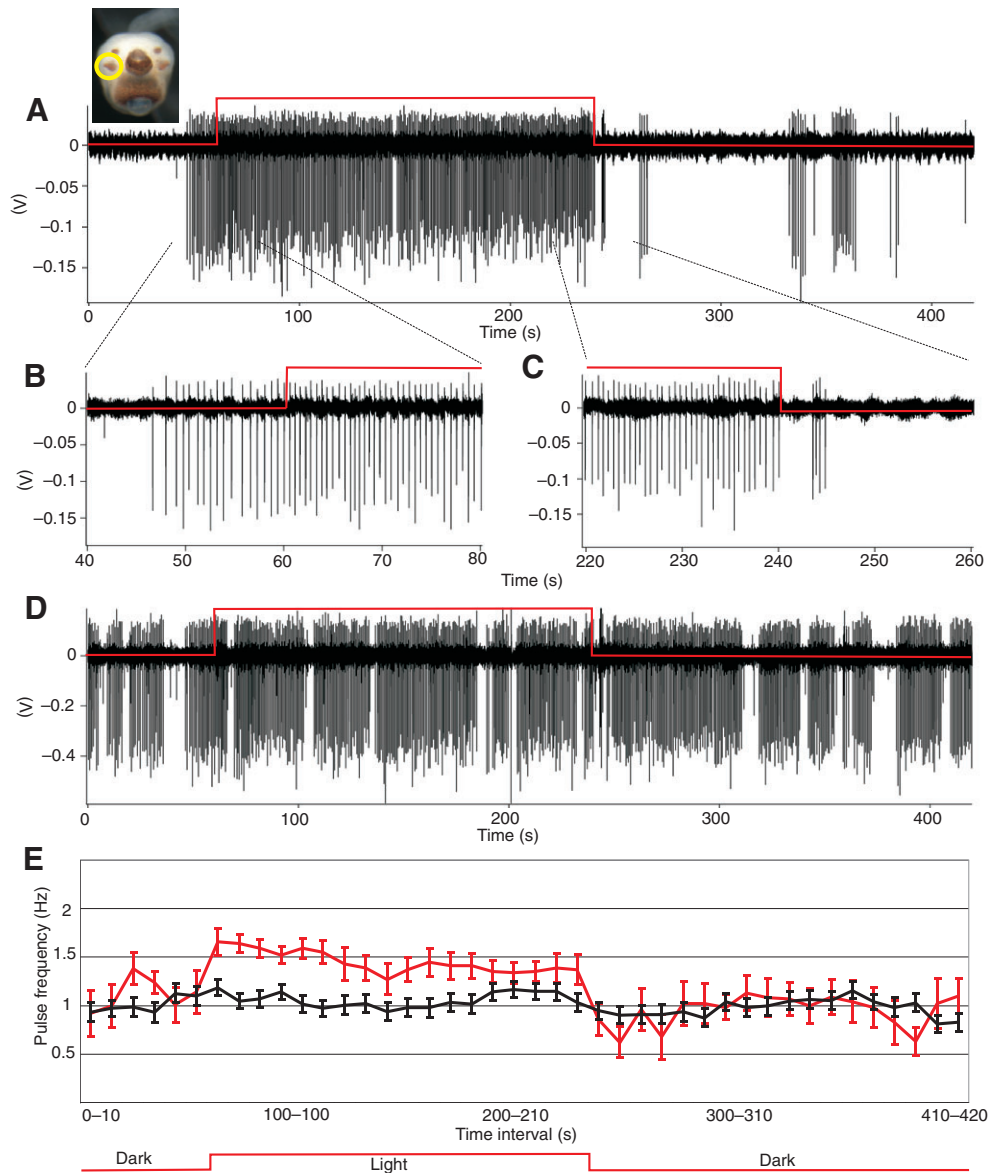 A
0
−0.05
−0.1
−0.15
(V)
0 100 200 300 400
Time (s)
B
0
−0.05
−0.1
−0.15
(V)
40 50 60 70 80
C
0
−0.05
−0.1
−0.15
220 230 240 250 260
Time (s)
D
0
−0.2
−0.4
(V)
0 100 200 300 400
Time (s)
E
2
1.5
1
0.5
Pulse frequency (Hz)
0–10 100–100 200–210 300–310 410–420
Time interval (s)
Dark Light Dark